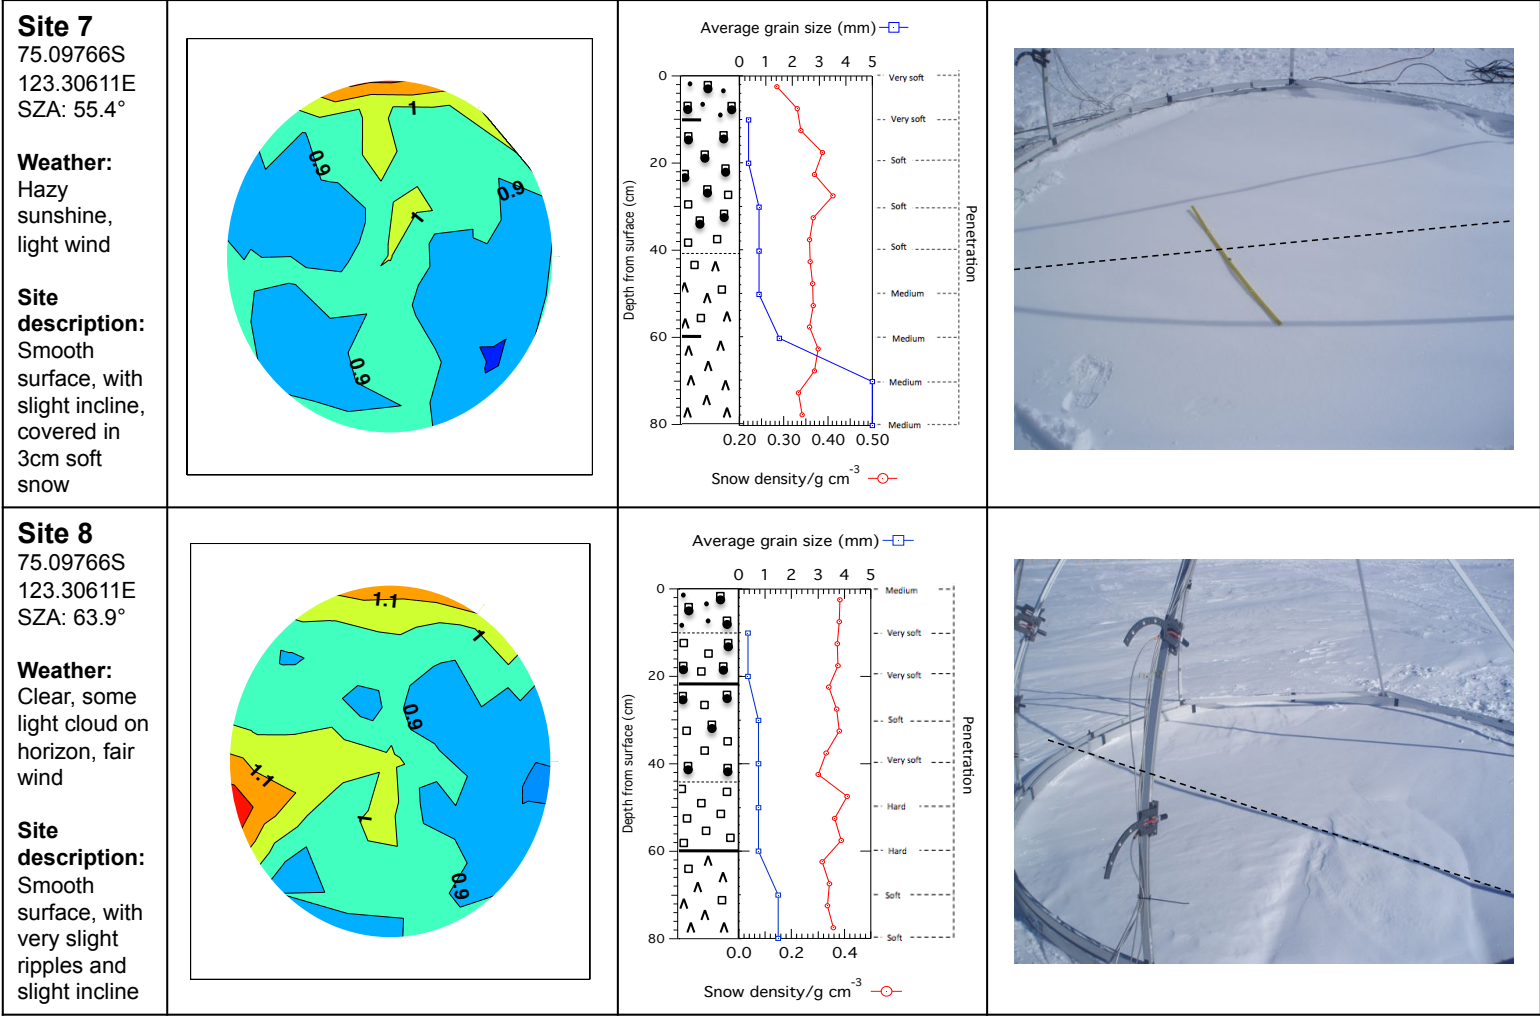 Site 7
75.09766S
123.30611E
SZA: 55.4°
Weather:
Hazy
sunshine,
light wind
Site
description:
Smooth
surface, with
slight incline,
covered in
3cm soft
snow
1
0.9
0.9
1
0.9
Average grain size (mm)
0 1 2 3 4 5
0
20
40
60
80
Depth from surface (cm)
Very soft
Very soft
Soft
Soft
Soft
Medium
Medium
Medium
Medium
Penetration
0.20 0.30 0.40 0.50
Snow density/g cm-3
Site 8
75.09766S
123.30611E
SZA: 63.9°
Weather:
Clear, some
light cloud on
horizon, fair
wind
Site
description:
Smooth
surface, with
very slight
ripples and
slight incline
1.1
1
0.9
1.1
1
0.9
Average grain size (mm)
0 1 2 3 4 5
0
20
40
60
80
Depth from surface (cm)
Medium
Very soft
Very soft
Soft
Very soft
Hard
Hard
Soft
Soft
Penetration
0.0 0.2 0.4
Snow density/g cm-3